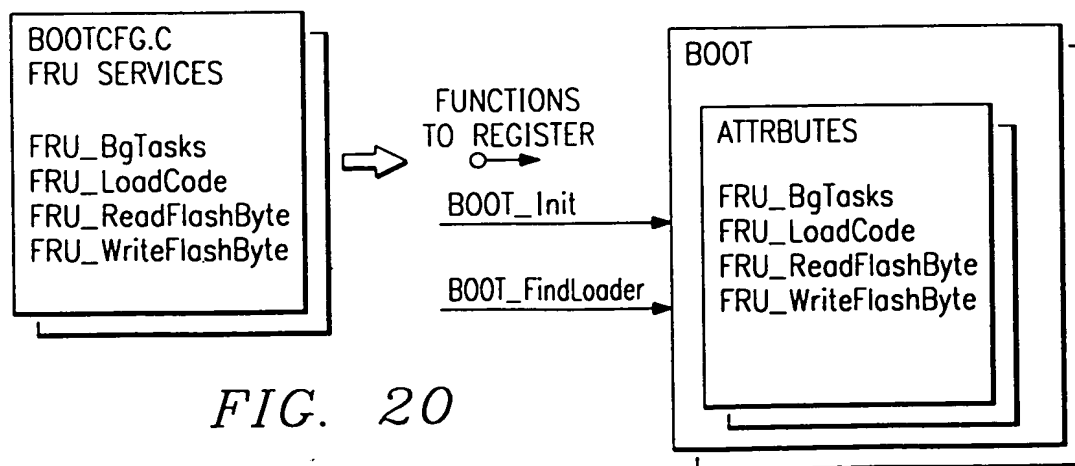 BOOTCFG.C
FRU SERVICES
FRU_BgTasks
FRU_LoadCode
FRU_ReadFlashByte
FRU_WriteFlashByte
FUNCTIONS
TO REGISTER
BOOT_Init
BOOT_FindLoader
BOOT
ATTRBUTES
FRU_BgTasks
FRU_LoadCode
FRU_ReadFlashByte
FRU_WriteFlashByte
FIG. 20